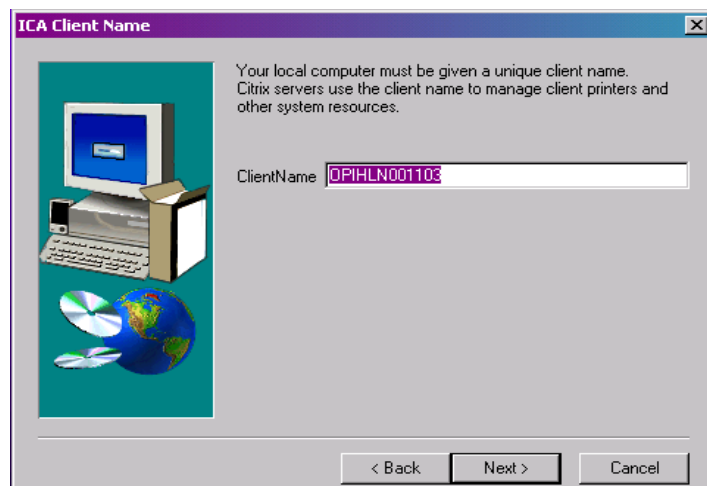 ICA Client Name
Your local computer must be given a unique client name.
Citrix servers use the client name to manage client printers and
other system resources.
ClientName OPIHLN001103
< Back Next > Cancel